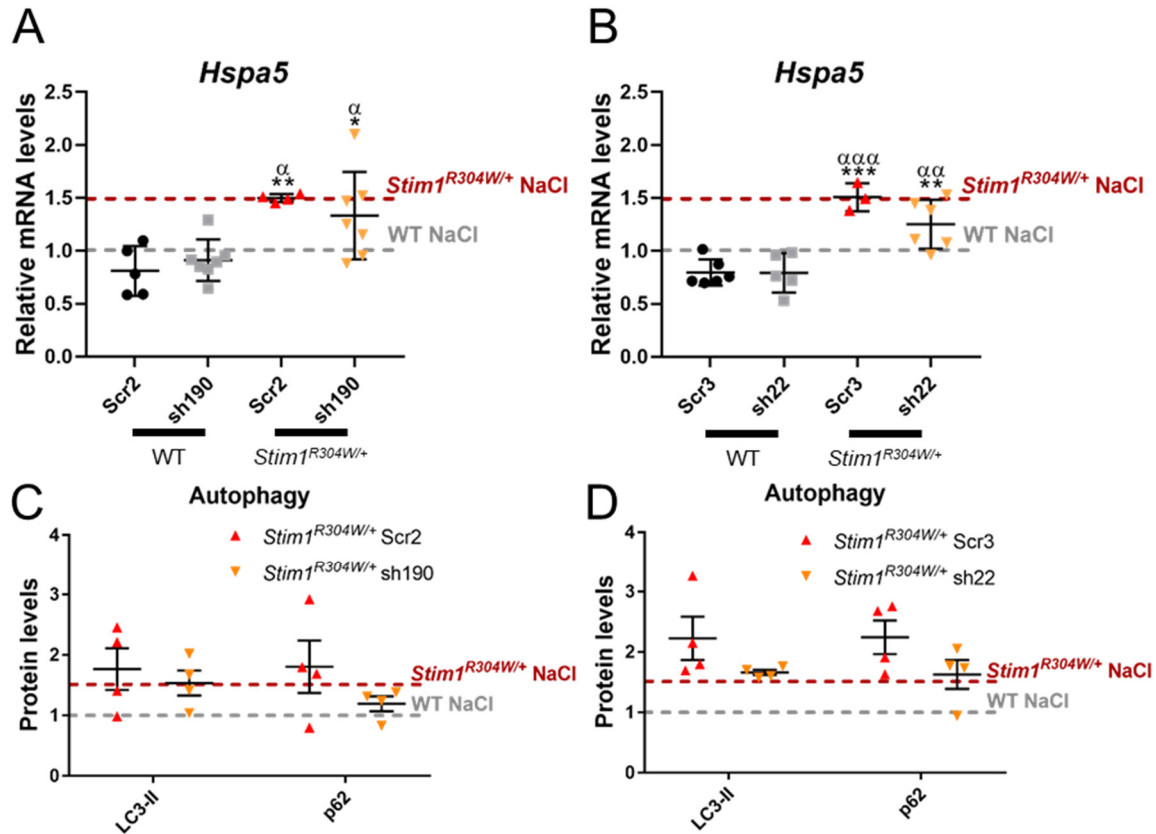 A
Hspa5
Relative mRNA levels
2.5
2.0
1.5
1.0
0.5
0.0
α
**
α
*
Stim1R304W/+ NaCl
WT NaCl
Scr2
sh190
Scr2
sh190
WT
Stim1R304W/+
B
Hspa5
Relative mRNA levels
2.5
2.0
1.5
1.0
0.5
0.0
ααα
***
αα
**
Stim1R304W/+ NaCl
WT NaCl
Scr3
sh22
Scr3
sh22
WT
Stim1R304W/+
C
Autophagy
Stim1R304W/+ Scr2
Stim1R304W/+ sh190
Protein levels
4
3
2
1
0
Stim1R304W/+ NaCl
WT NaCl
LC3-II
p62
D
Autophagy
Stim1R304W/+ Scr3
Stim1R304W/+ sh22
Protein levels
4
3
2
1
0
Stim1R304W/+ NaCl
WT NaCl
LC3-II
p62